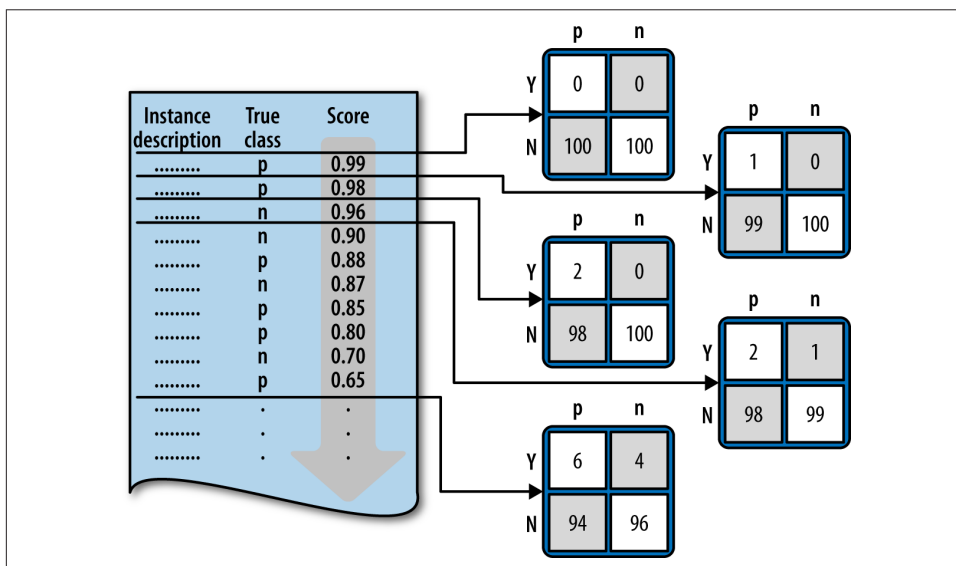 Instance description True class Score
......... p 0.99
......... p 0.98
......... n 0.96
......... n 0.90
......... p 0.88
......... n 0.87
......... p 0.85
......... p 0.80
......... n 0.70
......... p 0.65
......... . .
......... . .
......... . .
p n
Y 0 0
N 100 100
p n
Y 1 0
N 99 100
p n
Y 2 0
N 98 100
p n
Y 2 1
N 98 99
p n
Y 6 4
N 94 96